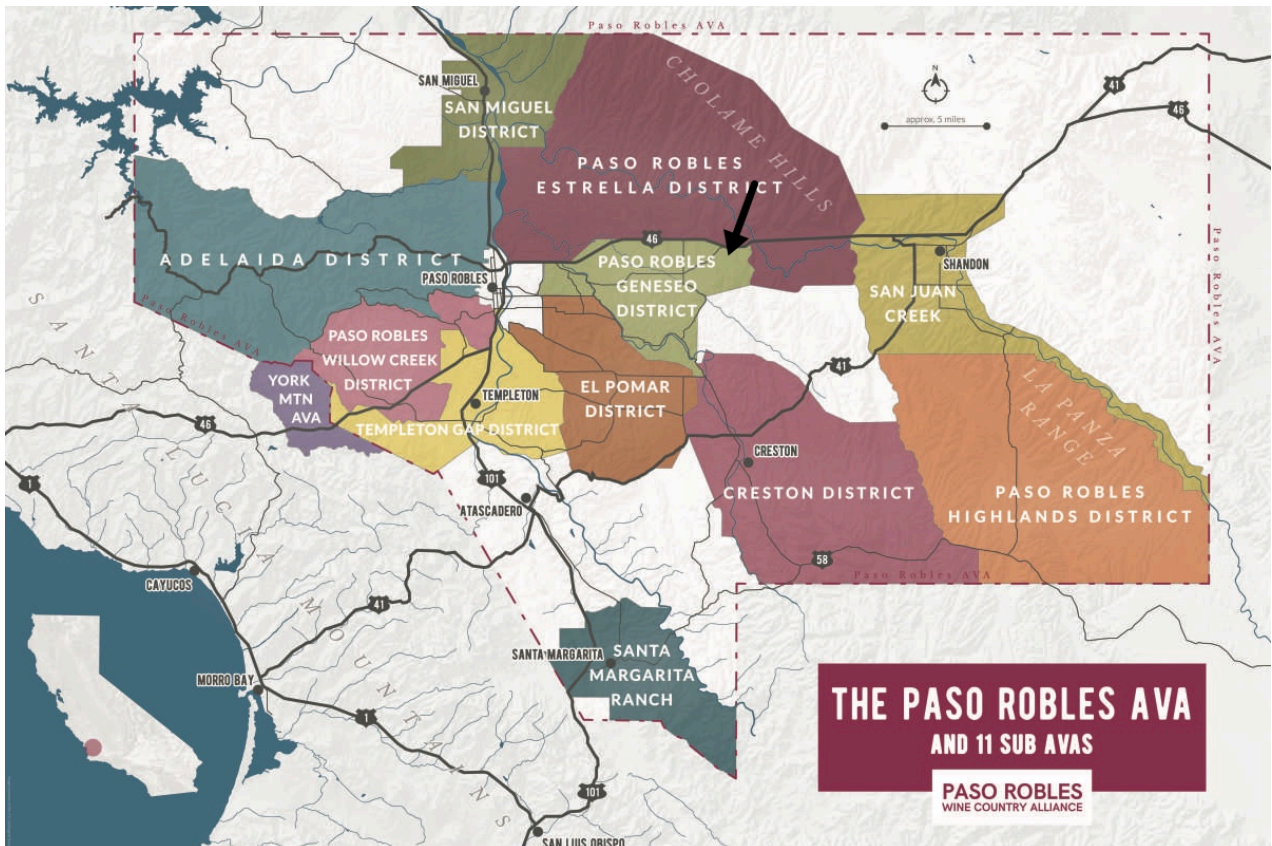 Paso Robles AVA
CHOLAME HILLS
SAN MIGUEL
SAN MIGUEL
DISTRICT
N
approx. 5 miles
41
46
PASO ROBLES
ESTRELLA DISTRICT
ADELAIDA DISTRICT
46
PASO ROBLES
PASO ROBLES
GENESEO
DISTRICT
SHANDON
SAN JUAN
CREEK
Paso Robles AVA
Paso Robles AVA
PASO ROBLES
WILLOW CREEK
DISTRICT
YORK
MTN
AVA
TEMPLETON
TEMPLETON GAP DISTRICT
EL POMAR
DISTRICT
41
LA PANZA
RANGE
46
SANTA LUCIA MOUNTAINS
CRESTON
CRESTON DISTRICT
PASO ROBLES
HIGHLANDS DISTRICT
1
101
ATASCADERO
58
Paso Robles AVA
CAYUCOS
41
SANTA MARGARITA
SANTA
MARGARITA
RANCH
MORRO BAY
1
101
SAN LUIS OBISPO
THE PASO ROBLES AVA
AND 11 SUB AVAS
PASO ROBLES
WINE COUNTRY ALLIANCE